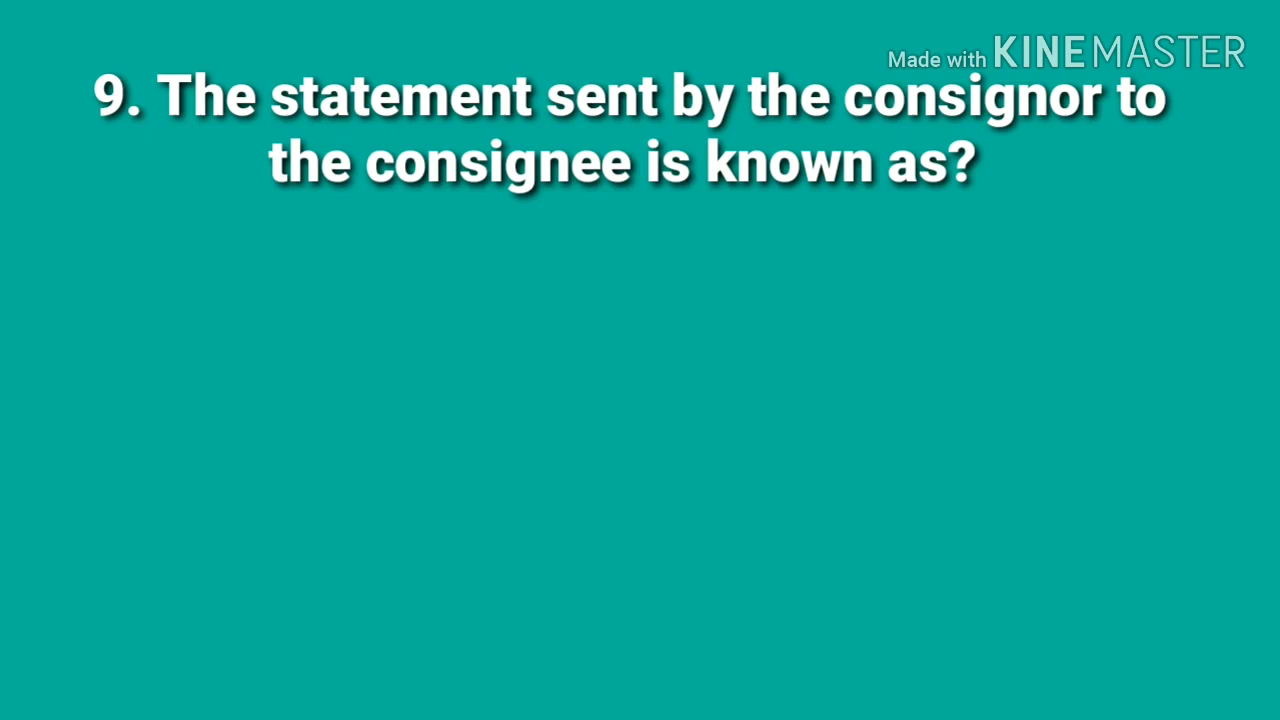 Made with KINEMASTER
9. The statement sent by the consignor to
the consignee is known as?